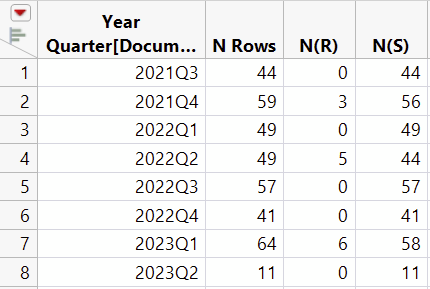 Year
Quarter[Docum... N Rows N(R) N(S)
1 2021Q3 44 0 44
2 2021Q4 59 3 56
3 2022Q1 49 0 49
4 2022Q2 49 5 44
5 2022Q3 57 0 57
6 2022Q4 41 0 41
7 2023Q1 64 6 58
8 2023Q2 11 0 11